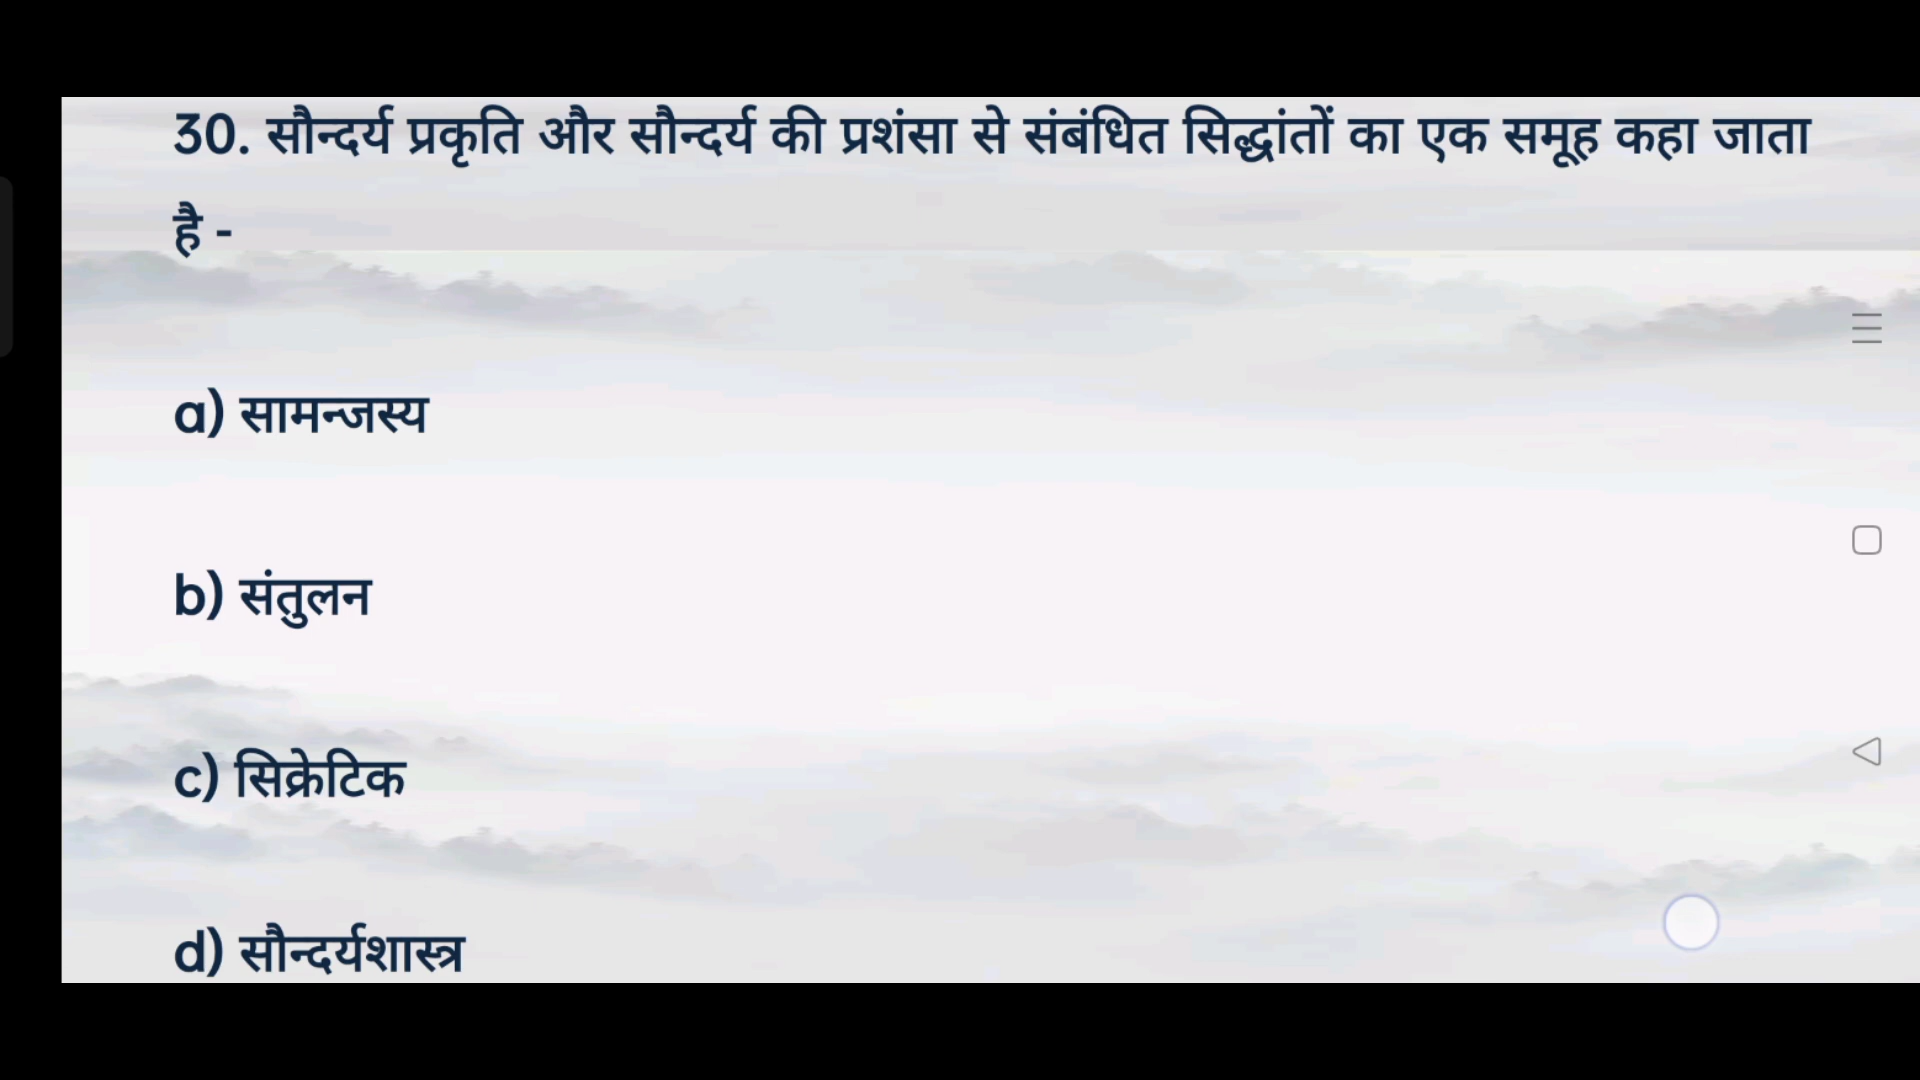 30. सौन्दर्य प्रकृति और सौन्दर्य की प्रशंसा से संबंधित सिद्धांतों का एक समूह कहा जाता
है -
a) सामन्जस्य
b) संतुलन
c) सिक्रेटिक
d) सौन्दर्यशास्त्र